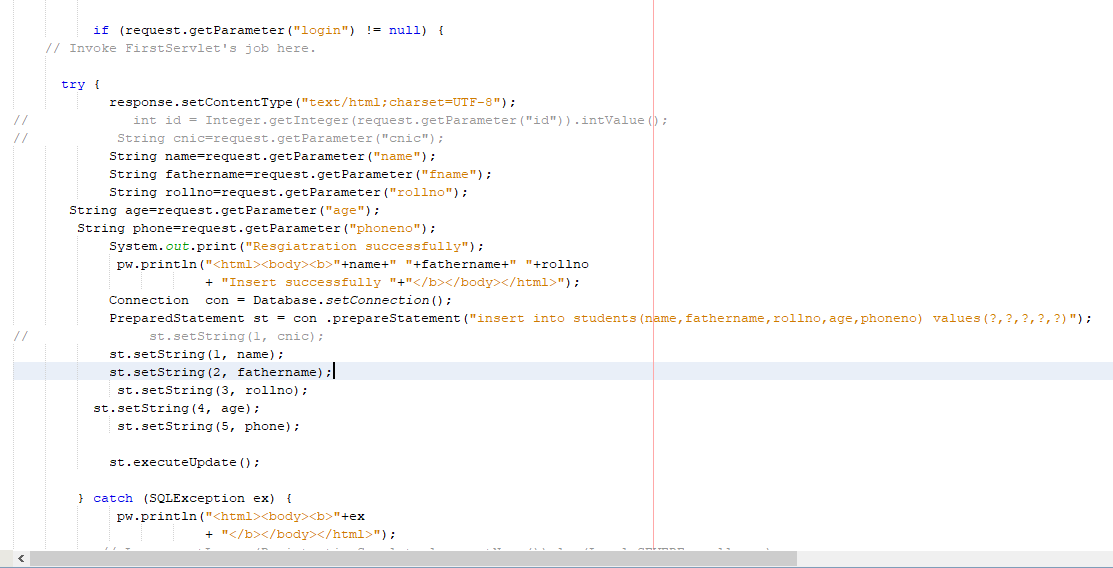 if (request.getParameter("login") != null) {
// Invoke FirstServlet's job here.
try {
response.setContentType("text/html;charset=UTF-8");
// int id = Integer.getInteger(request.getParameter("id")).intValue();
// String cnic=request.getParameter("cnic");
String name=request.getParameter("name");
String fathername=request.getParameter("fname");
String rollno=request.getParameter("rollno");
String age=request.getParameter("age");
String phone=request.getParameter("phoneno");
System.out.print("Resgiatration successfully");
pw.println("<html><body><b>"+name+" "+fathername+" "+rollno
+ "Insert successfully "+"</b></body></html>");
Connection con = Database.setConnection();
PreparedStatement st = con .prepareStatement("insert into students(name,fathername,rollno,age,phoneno) values(?,?,?,?,?)");
// st.setString(1, cnic);
st.setString(1, name);
st.setString(2, fathername);
st.setString(3, rollno);
st.setString(4, age);
st.setString(5, phone);
st.executeUpdate();
} catch (SQLException ex) {
pw.println("<html><body><b>"+ex
+ "</b></body></html>");